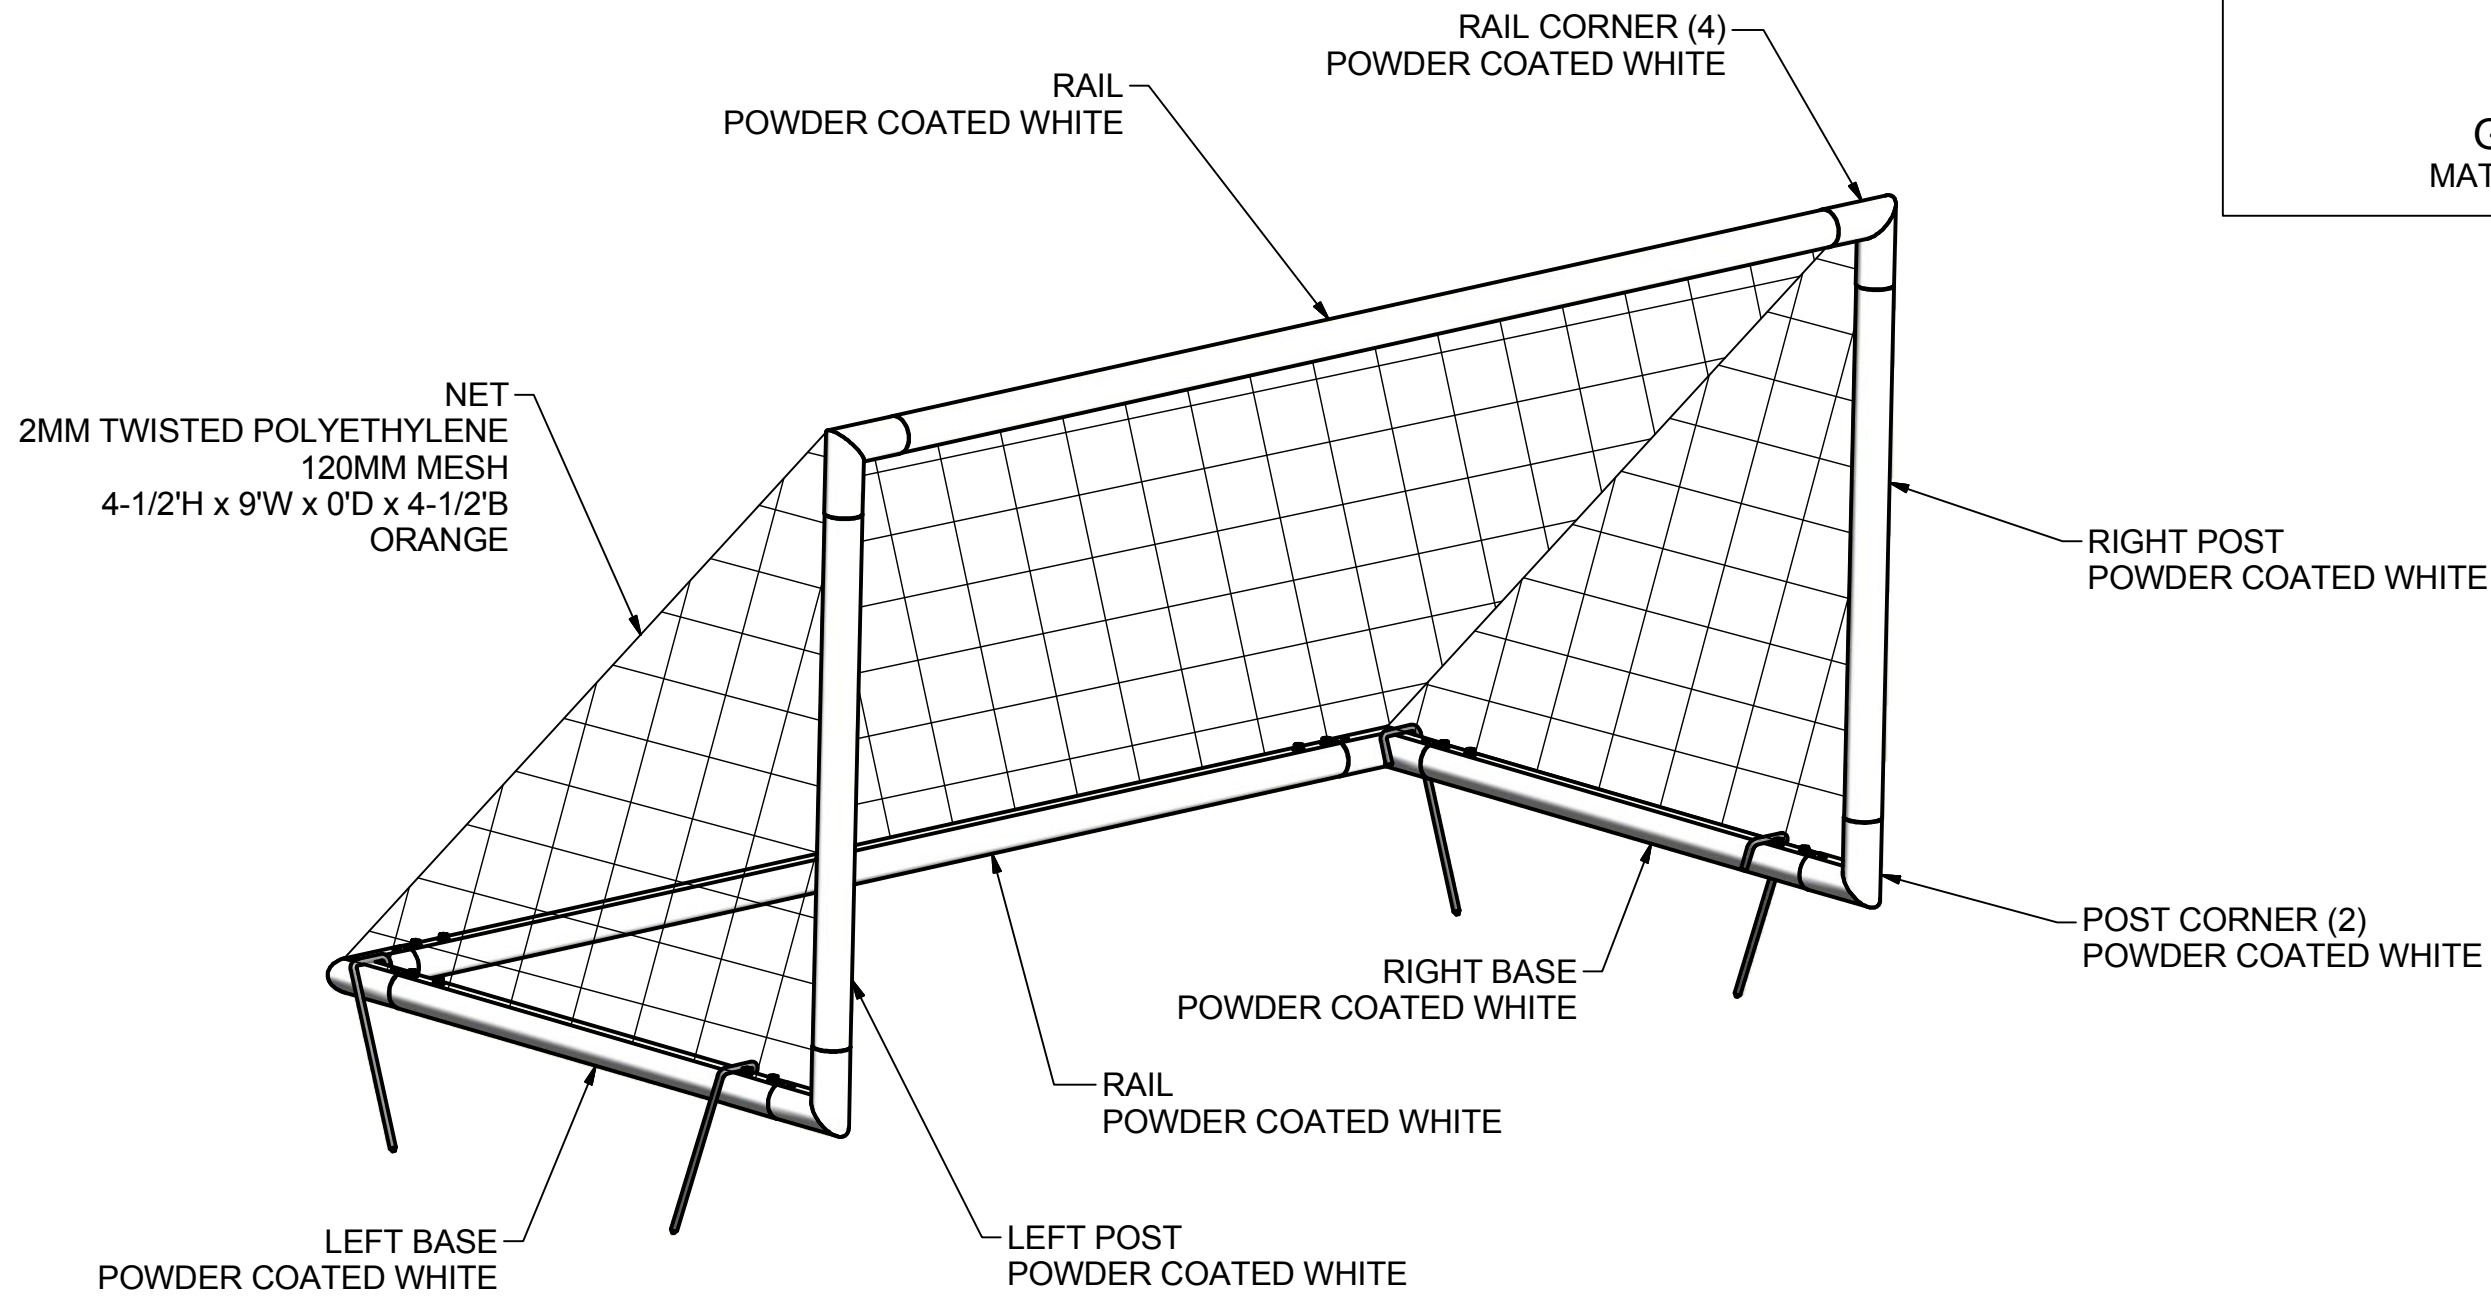 RAIL CORNER (4)
POWDER COATED WHITE
RAIL
POWDER COATED WHITE
MAT
NET
2MM TWISTED POLYETHYLENE
120MM MESH
4-1/2'H x 9'W x 0'D x 4-1/2'B
ORANGE
RIGHT POST
POWDER COATED WHITE
POST CORNER (2)
POWDER COATED WHITE
RIGHT BASE
POWDER COATED WHITE
RAIL
POWDER COATED WHITE
LEFT BASE
POWDER COATED WHITE
LEFT POST
POWDER COATED WHITE